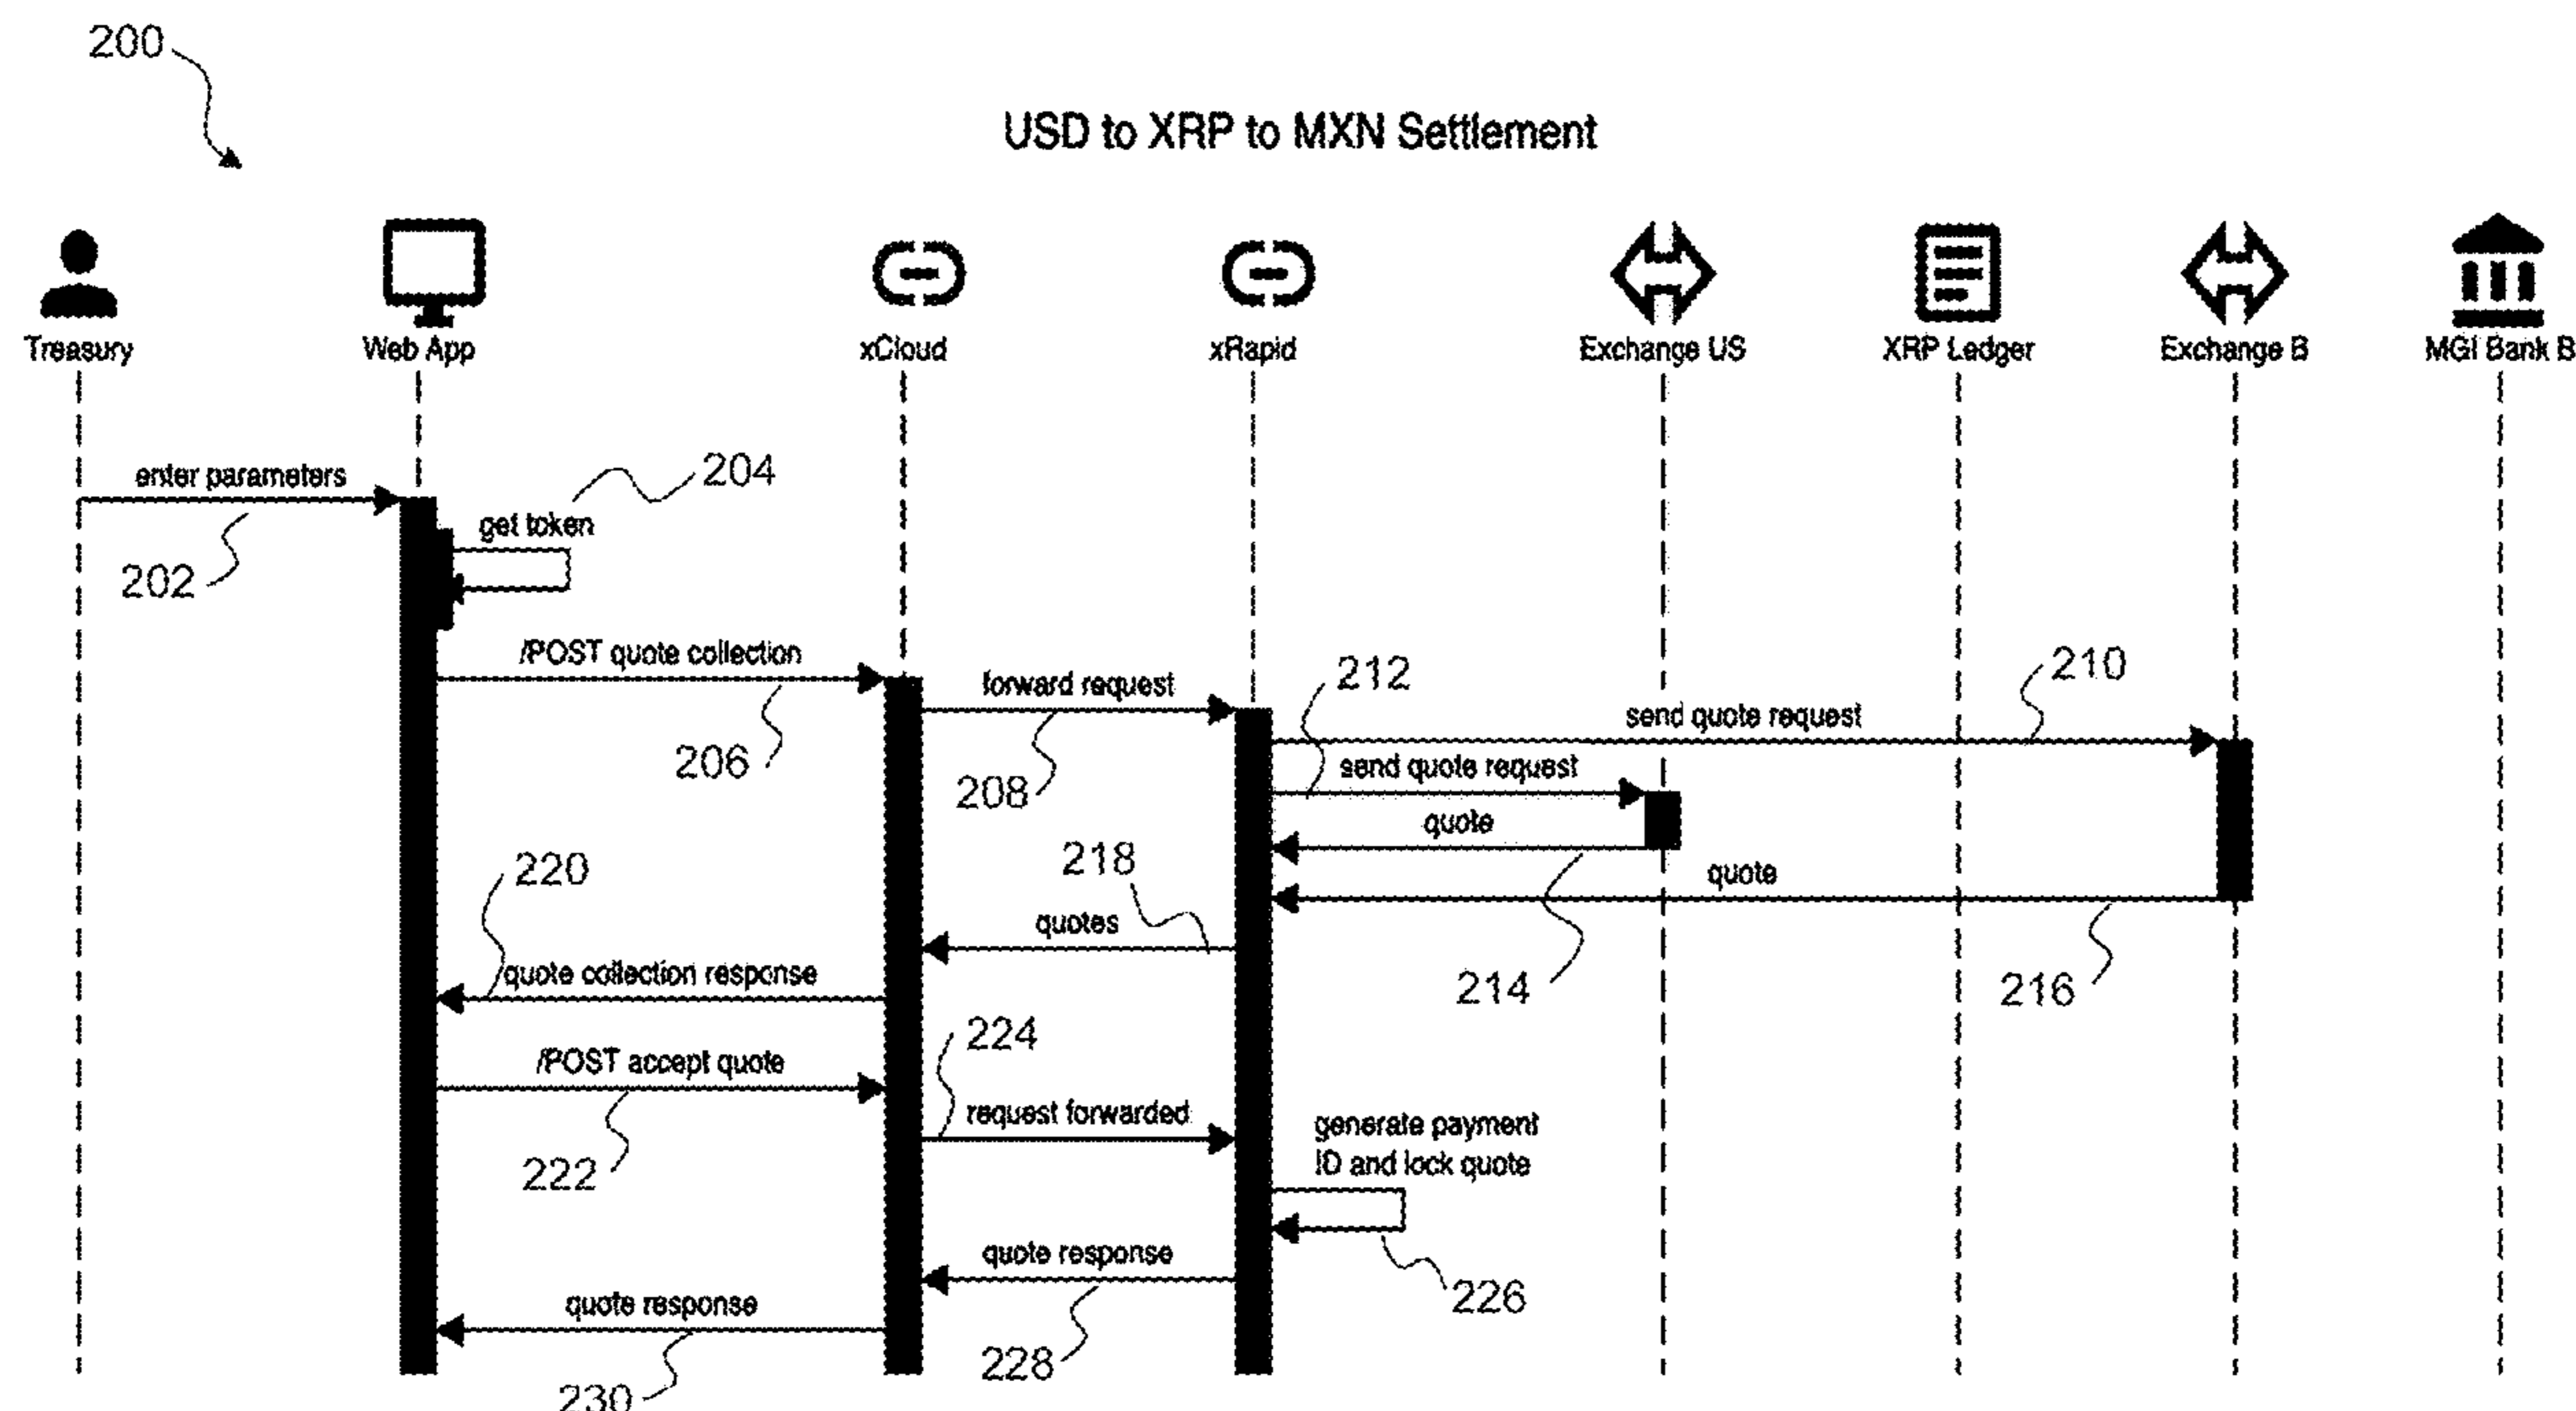 200
USD to XRP to MXN Settlement
Treasury
Web App
xCloud
xRapid
Exchange US
XRP Ledger
Exchange B
MGI Bank B
enter parameters
202
204
get token
/POST quote collection
206
forward request
208
212
210
send quote request
send quote request
quote
214
quote
216
218
quotes
220
quote collection response
/POST accept quote
222
224
request forwarded
generate payment
ID and lock quote
226
quote response
228
quote response
230